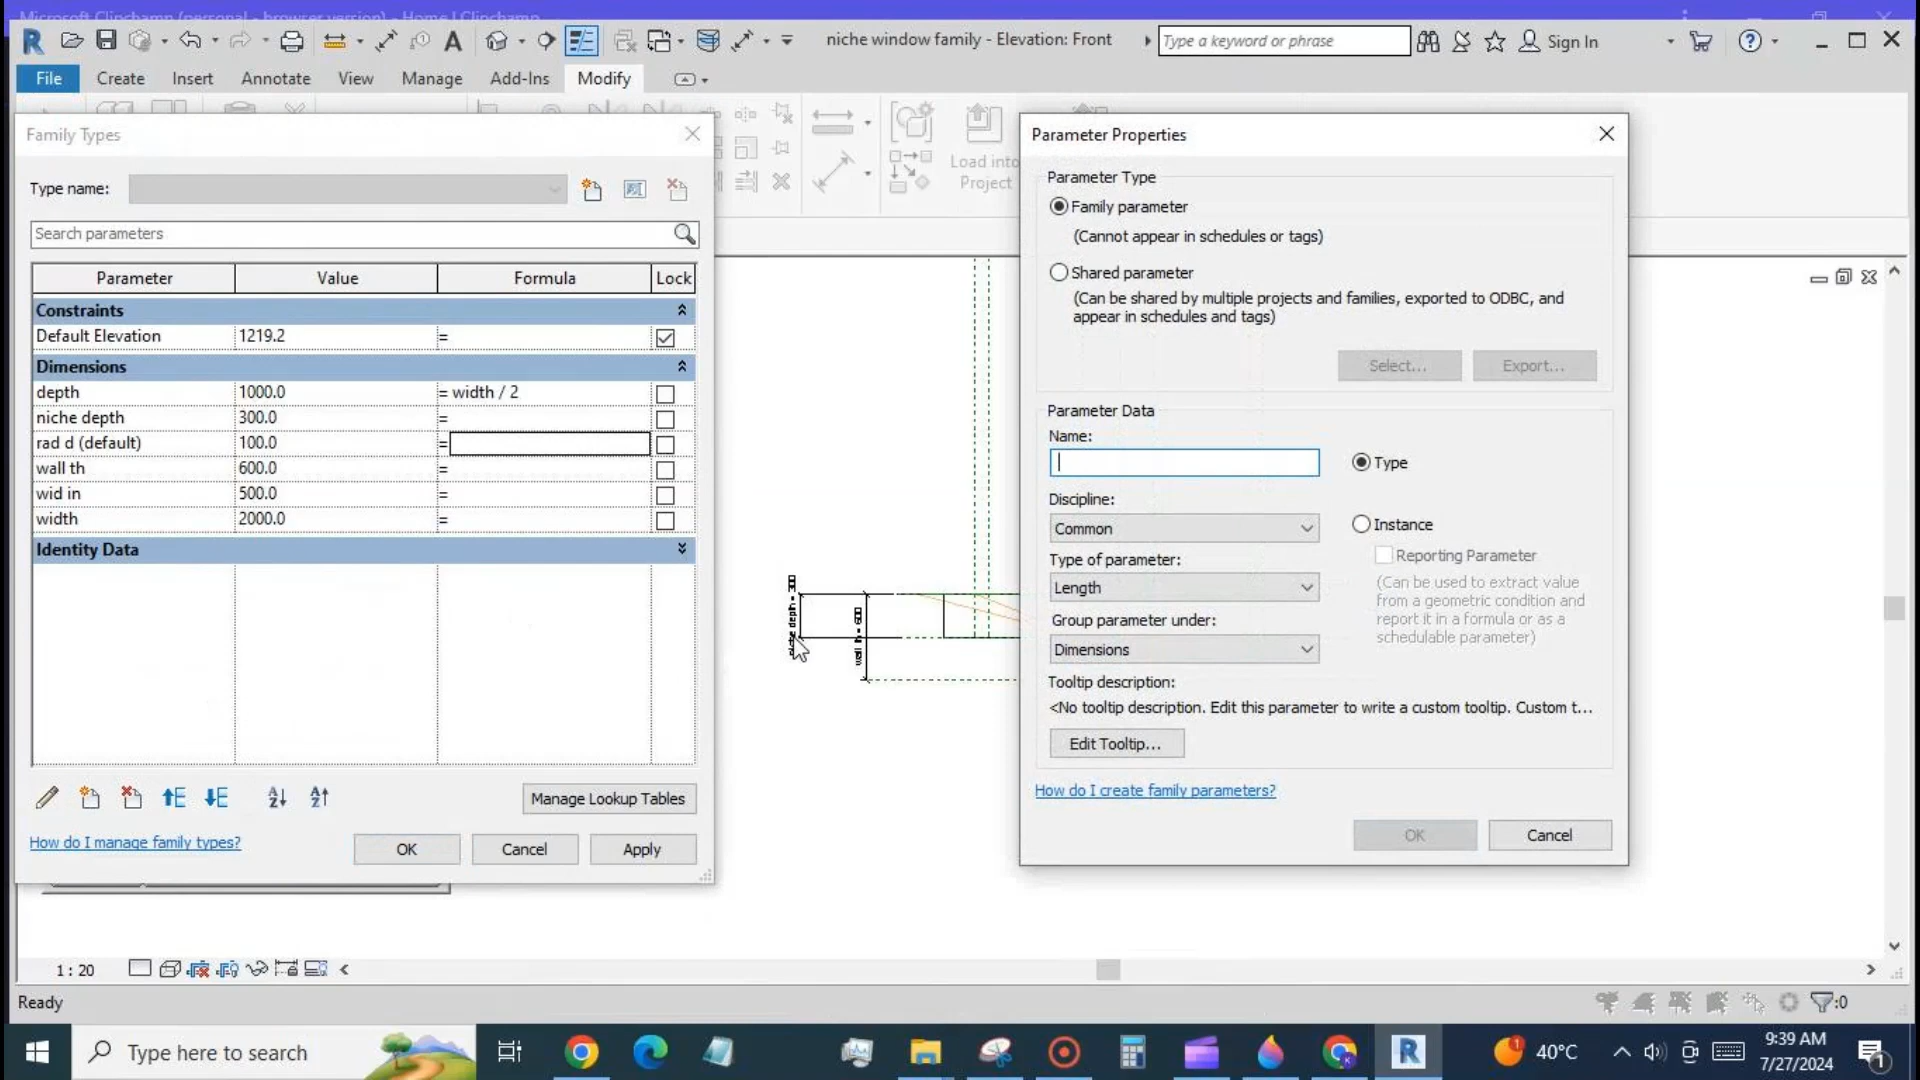 Microsoft Clipchamp (personal - browser version) - Home | Clipchamp
niche window family - Elevation: Front
Type a keyword or phrase
Sign In
File
Create
Insert
Annotate
View
Manage
Add-Ins
Modify
Load into
Project
Family Types
Type name:
Search parameters
Parameter Value Formula Lock
Constraints
Default Elevation 1219.2 =
Dimensions
depth 1000.0 = width / 2
niche depth 300.0 =
rad d (default) 100.0 =
wall th 600.0 =
wid in 500.0 =
width 2000.0 =
Identity Data
Manage Lookup Tables
How do I manage family types?
OK
Cancel
Apply
Parameter Properties
Parameter Type
Family parameter
(Cannot appear in schedules or tags)
Shared parameter
(Can be shared by multiple projects and families, exported to ODBC, and
appear in schedules and tags)
Select...
Export...
Parameter Data
Name:
Type
Discipline:
Common
Instance
Reporting Parameter
(Can be used to extract value
from a geometric condition and
report it in a formula or as a
schedulable parameter)
Type of parameter:
Length
Group parameter under:
Dimensions
Tooltip description:
<No tooltip description. Edit this parameter to write a custom tooltip. Custom t...
Edit Tooltip...
How do I create family parameters?
OK
Cancel
1 : 20
Ready
:0
Type here to search
40°C
9:39 AM
7/27/2024